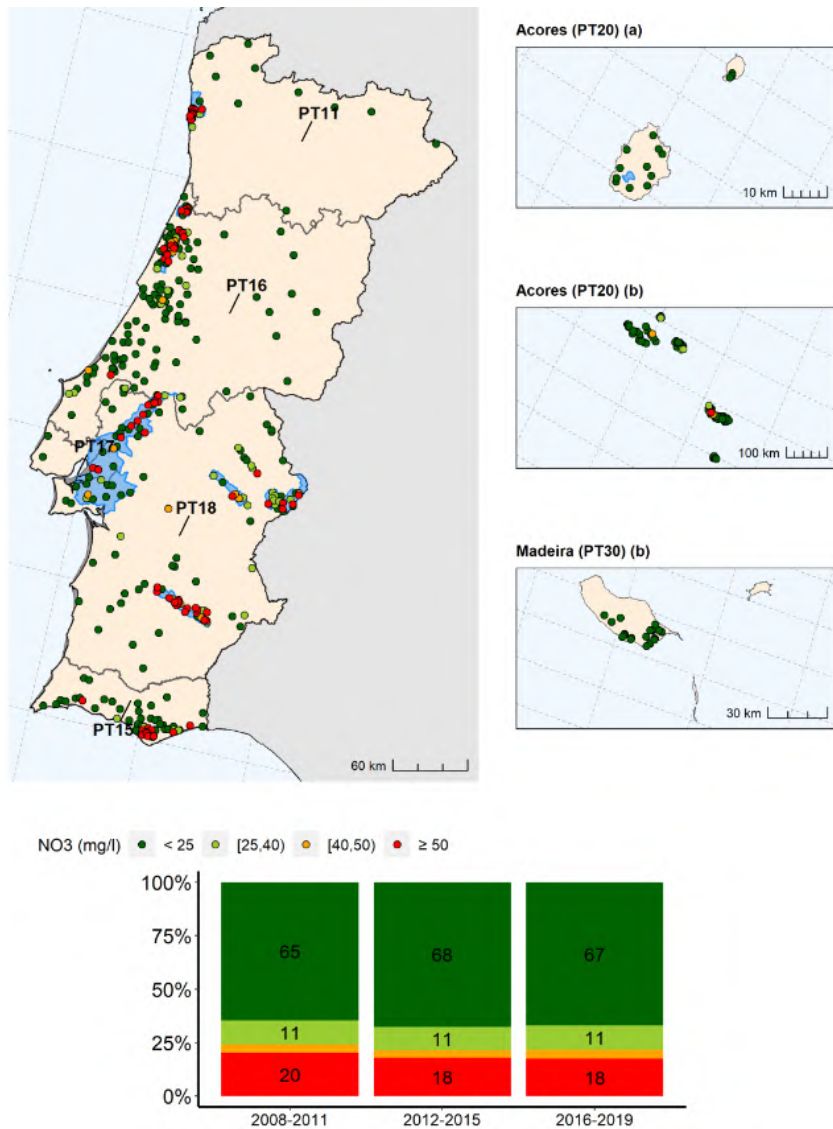 PT11
PT16
PT17
PT18
PT15
60 km
Acores (PT20) (a)
10 km
Acores (PT20) (b)
100 km
Madeira (PT30) (b)
30 km
NO3 (mg/l) < 25 [25,40) [40,50) ≥ 50
100%
75%
50%
25%
0%
65
68
67
11
11
11
20
18
18
2008-2011
2012-2015
2016-2019